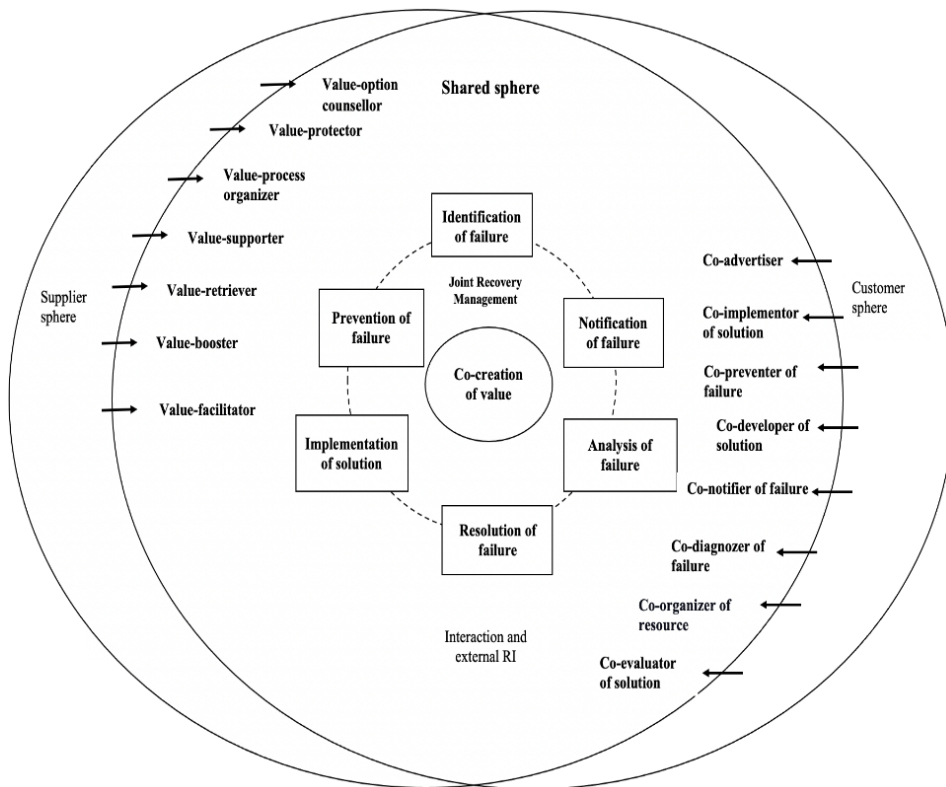 Shared sphere
Value-option
counsellor
Value-protector
Value-process
organizer
Value-supporter
Value-retriever
Value-booster
Value-facilitator
Supplier
sphere
Identification
of failure
Joint Recovery
Management
Prevention of
failure
Notification
of failure
Co-creation
of value
Implementation
of solution
Analysis of
failure
Resolution of
failure
Interaction and
external RI
Co-advertiser
Co-implementor
of solution
Co-preventer of
failure
Co-developer of
solution
Co-notifier of failure
Co-diagnozer of
failure
Co-organizer of
resource
Co-evaluator
of solution
Customer
sphere